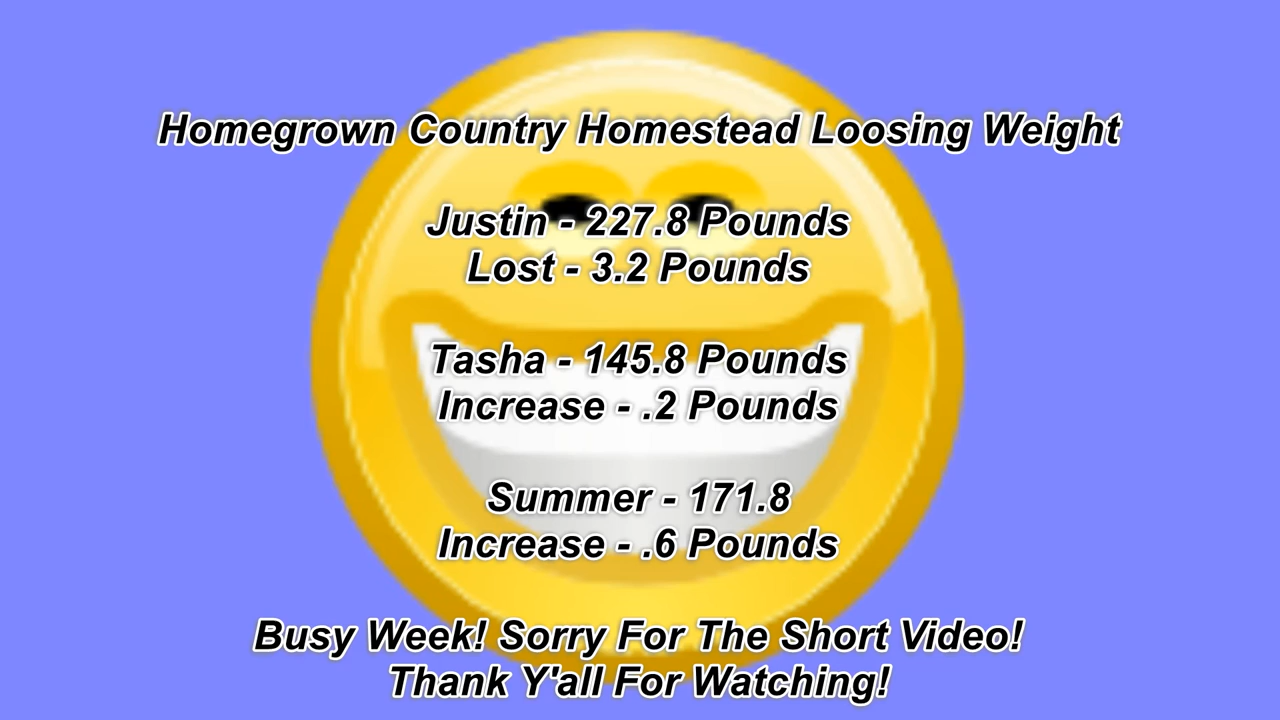 Homegrown Country Homestead Loosing Weight
Justin - 227.8 Pounds
Lost - 3.2 Pounds
Tasha - 145.8 Pounds
Increase - .2 Pounds
Summer - 171.8
Increase - .6 Pounds
Busy Week! Sorry For The Short Video!
Thank Y'all For Watching!